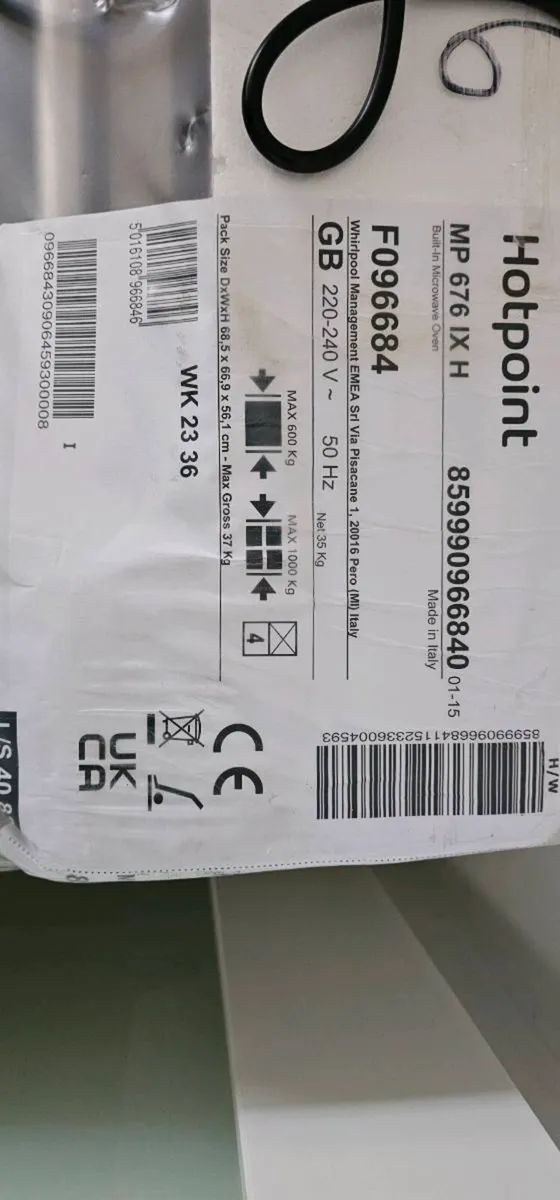 Hotpoint
MP 676 IX H
859990966840 01-15
Built-In Microwave Oven
Made in Italy
F096684
Whirlpool Management EMEA Srl Via Pisacane 1, 20016 Pero (MI) Italy
GB 220-240 V ~ 50 Hz Net 35 Kg
MAX 600 Kg
MAX 1000 Kg
4
Pack Size DxWxH 68,5 x 66,9 x 56,1 cm - Max Gross 37 Kg
WK 23 36
5016108 966846
09668430906459300008
I
H/W
859990966841152336004593
CE
UK
CA